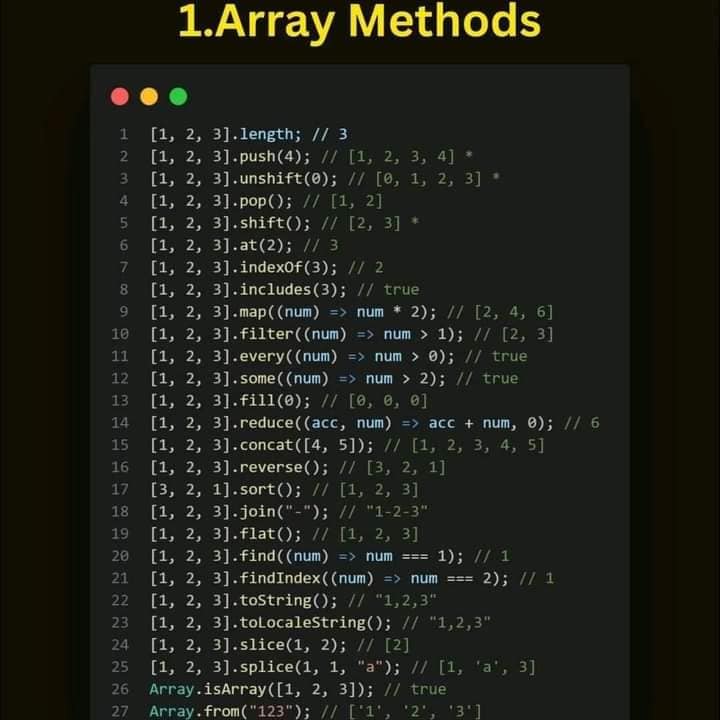 1.Array Methods
1 [1, 2, 3].length; // 3
2 [1, 2, 3].push(4); // [1, 2, 3, 4] *
3 [1, 2, 3].unshift(0); // [0, 1, 2, 3] *
4 [1, 2, 3].pop(); // [1, 2]
5 [1, 2, 3].shift(); // [2, 3] *
6 [1, 2, 3].at(2); // 3
7 [1, 2, 3].indexOf(3); // 2
8 [1, 2, 3].includes(3); // true
9 [1, 2, 3].map((num) => num * 2); // [2, 4, 6]
10 [1, 2, 3].filter((num) => num > 1); // [2, 3]
11 [1, 2, 3].every((num) => num > 0); // true
12 [1, 2, 3].some((num) => num > 2); // true
13 [1, 2, 3].fill(0); // [0, 0, 0]
14 [1, 2, 3].reduce((acc, num) => acc + num, 0); // 6
15 [1, 2, 3].concat([4, 5]); // [1, 2, 3, 4, 5]
16 [1, 2, 3].reverse(); // [3, 2, 1]
17 [3, 2, 1].sort(); // [1, 2, 3]
18 [1, 2, 3].join("-"); // "1-2-3"
19 [1, 2, 3].flat(); // [1, 2, 3]
20 [1, 2, 3].find((num) => num === 1); // 1
21 [1, 2, 3].findIndex((num) => num === 2); // 1
22 [1, 2, 3].toString(); // "1,2,3"
23 [1, 2, 3].toLocaleString(); // "1,2,3"
24 [1, 2, 3].slice(1, 2); // [2]
25 [1, 2, 3].splice(1, 1, "a"); // [1, 'a', 3]
26 Array.isArray([1, 2, 3]); // true
27 Array.from("123"); // ['1', '2', '3']